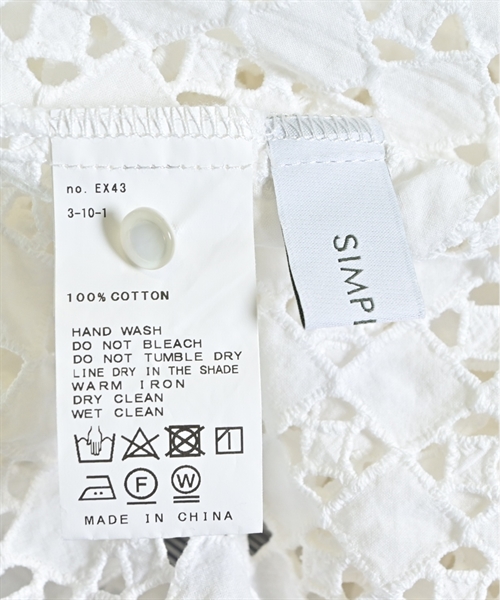 no. EX43
3-10-1
100% COTTON
HAND WASH
DO NOT BLEACH
DO NOT TUMBLE DRY
LINE DRY IN THE SHADE
WARM IRON
DRY CLEAN
WET CLEAN
F
W
MADE IN CHINA
SIMPL